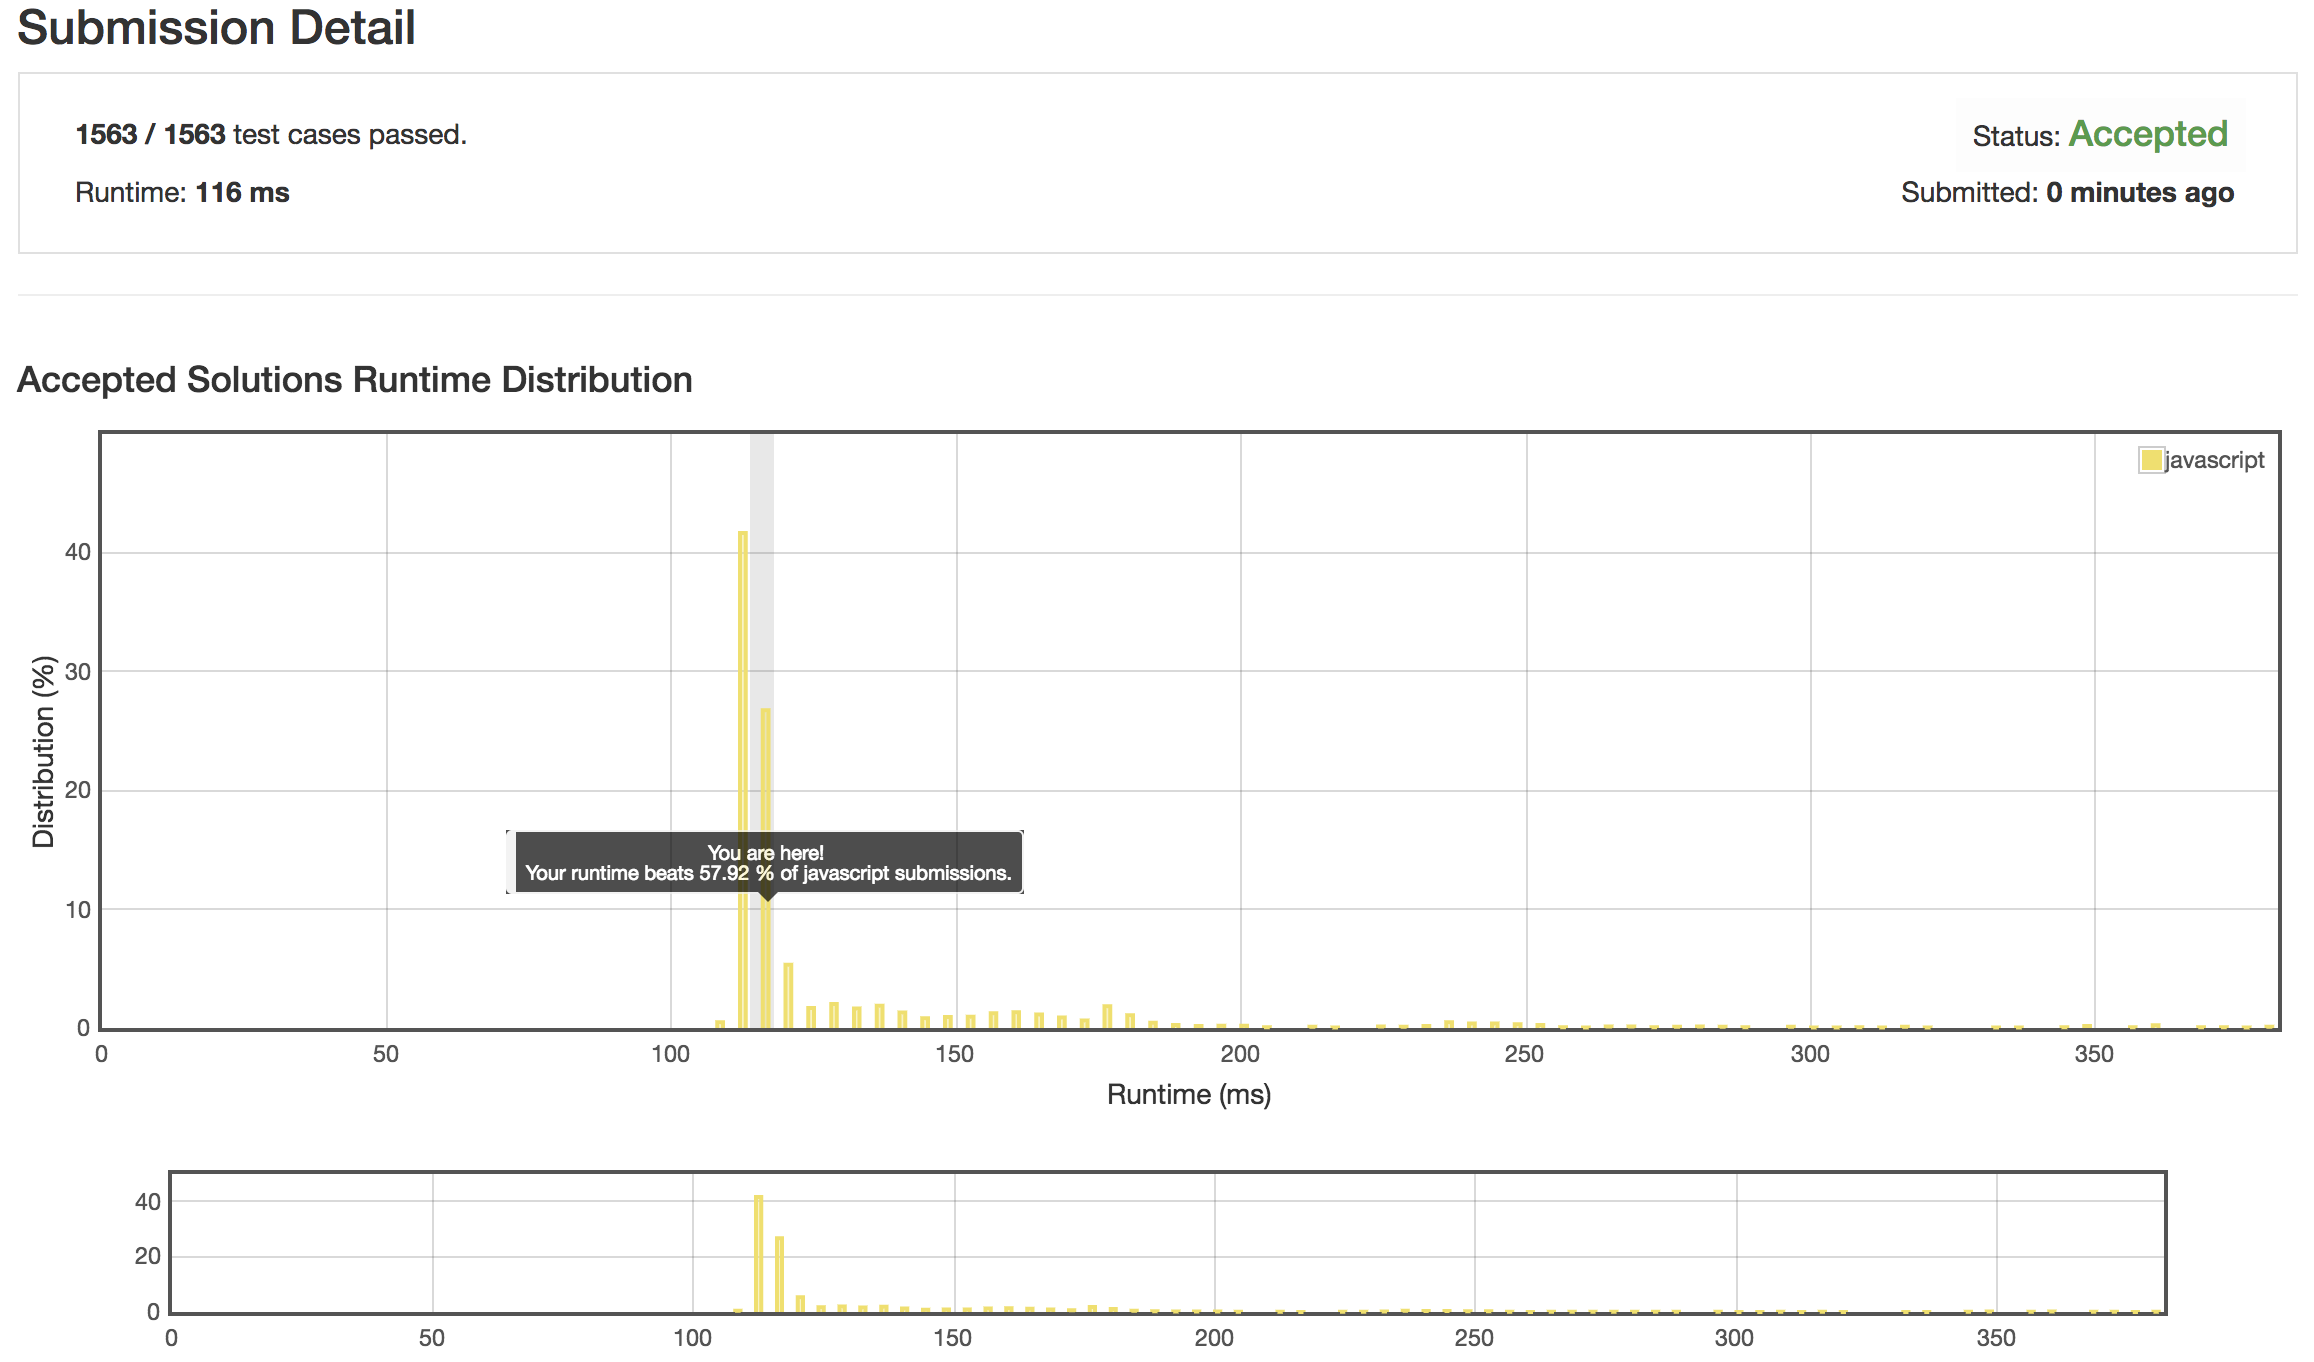 Submission Detail
1563 / 1563 test cases passed.
Status: Accepted
Runtime: 116 ms
Submitted: 0 minutes ago
Accepted Solutions Runtime Distribution
javascript
40
30
20
10
0
Distribution (%)
You are here!
Your runtime beats 57.92 % of javascript submissions.
0 50 100 150 200 250 300 350
Runtime (ms)
40
20
0
0 50 100 150 200 250 300 350